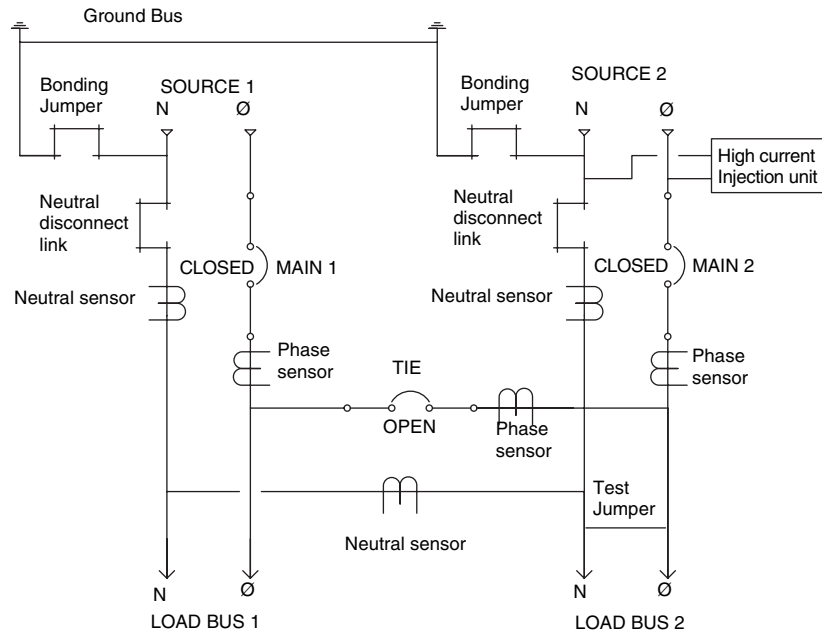 Ground Bus
Bonding
Jumper
SOURCE 1
N
Ø
Bonding
Jumper
SOURCE 2
N
Ø
High current
Injection unit
Neutral
disconnect
link
Neutral
disconnect
link
CLOSED
MAIN 1
CLOSED
MAIN 2
Neutral sensor
Neutral sensor
Phase
sensor
TIE
OPEN
Phase
sensor
Phase
sensor
Test
Jumper
Neutral sensor
N
Ø
N
Ø
LOAD BUS 1
LOAD BUS 2